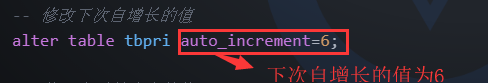 -- 修改下次自增长的值
alter table tbpri auto_increment=6;
下次自增长的值为6